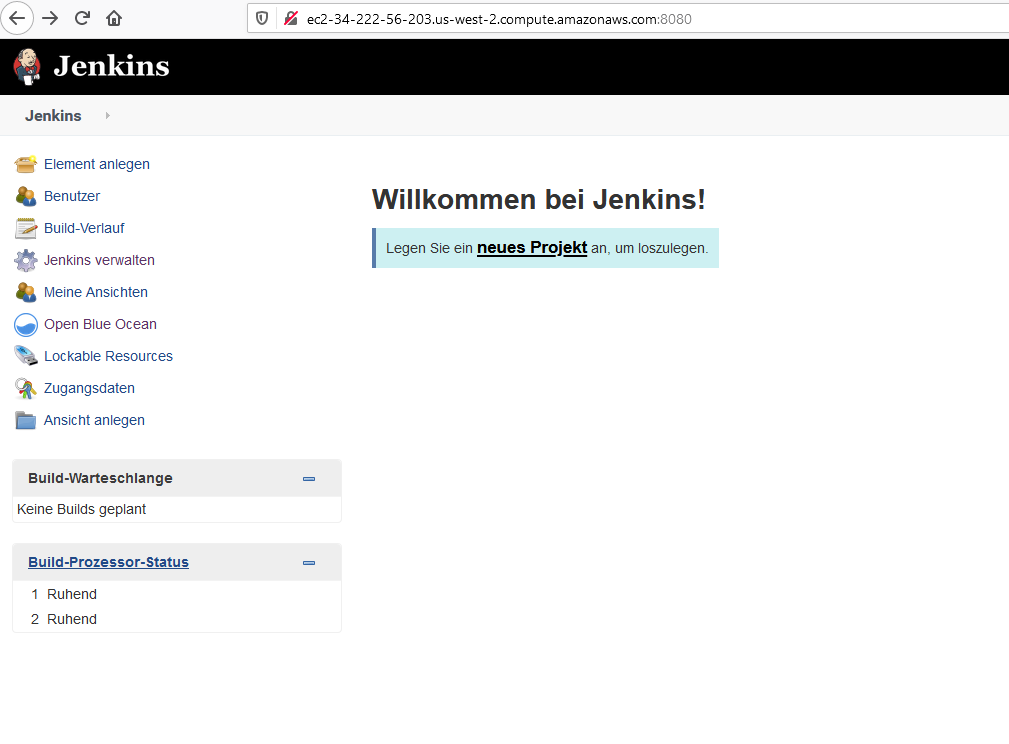 ec2-34-222-56-203.us-west-2.compute.amazonaws.com:8080
Jenkins
Jenkins
Element anlegen
Benutzer
Build-Verlauf
Jenkins verwalten
Meine Ansichten
Open Blue Ocean
Lockable Resources
Zugangsdaten
Ansicht anlegen
Build-Warteschlange
Keine Builds geplant
Build-Prozessor-Status
1 Ruhend
2 Ruhend
Willkommen bei Jenkins!
Legen Sie ein neues Projekt an, um loszulegen.